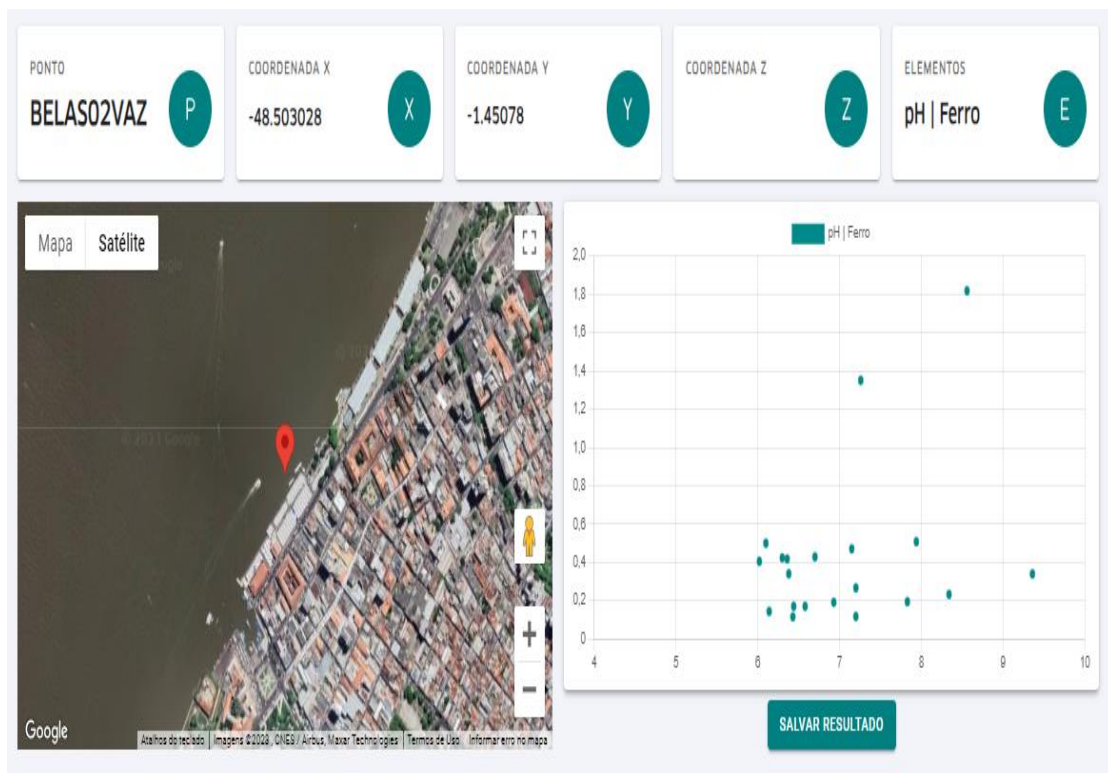 PONTO
BELAS02VAZ
P
COORDENADA X
-48.503028
X
COORDENADA Y
-1.45078
Y
COORDENADA Z
Z
ELEMENTOS
pH | Ferro
E
Mapa
Satélite
Google
Atalhos do teclado
Imagens ©2023 , CNES / Airbus, Maxar Technologies
Termos de Uso
Informar erro no mapa
pH | Ferro
2,0
1,8
1,6
1,4
1,2
1,0
0,8
0,6
0,4
0,2
0
4
5
6
7
8
9
10
SALVAR RESULTADO